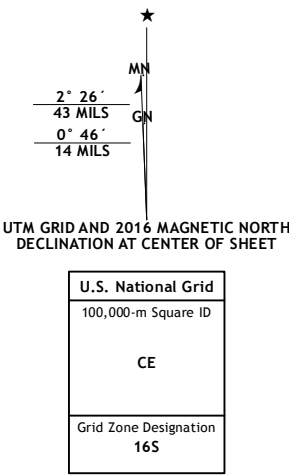 ★
MN
2° 26´
43 MILS
GN
0° 46´
14 MILS
UTM GRID AND 2016 MAGNETIC NORTH
DECLINATION AT CENTER OF SHEET
U.S. National Grid
100,000-m Square ID
CE
Grid Zone Designation
16S